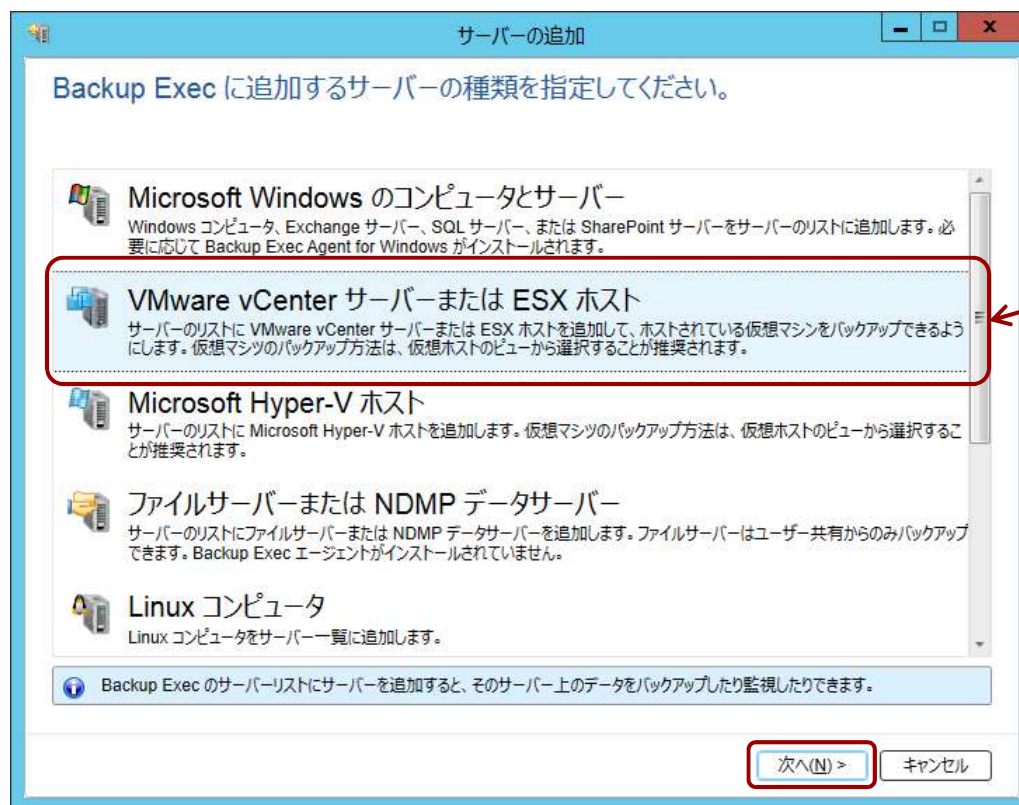 サーバーの追加
Backup Exec に追加するサーバーの種類を指定してください。
Microsoft Windows のコンピュータとサーバー
Windows コンピュータ、Exchange サーバー、SQL サーバー、または SharePoint サーバーをサーバーのリストに追加します。必
要に応じて Backup Exec Agent for Windows がインストールされます。
VMware vCenter サーバーまたは ESX ホスト
サーバーのリストに VMware vCenter サーバーまたは ESX ホストを追加して、ホストされている仮想マシンをバックアップできるよう
にします。仮想マシツのバックアップ方法は、仮想ホストのビューから選択することが推奨されます。
Microsoft Hyper-V ホスト
サーバーのリストに Microsoft Hyper-V ホストを追加します。仮想マシツのバックアップ方法は、仮想ホストのビューから選択するこ
とが推奨されます。
ファイルサーバーまたは NDMP データサーバー
サーバーのリストにファイルサーバーまたは NDMP データサーバーを追加します。ファイルサーバーはユーザー共有からのみバックアップ
できます。Backup Exec エージェントがインストールされていません。
Linux コンピュータ
Linux コンピュータをサーバー一覧に追加します。
Backup Exec のサーバーリストにサーバーを追加すると、そのサーバー上のデータをバックアップしたり監視したりできます。
次へ(N) >
キャンセル